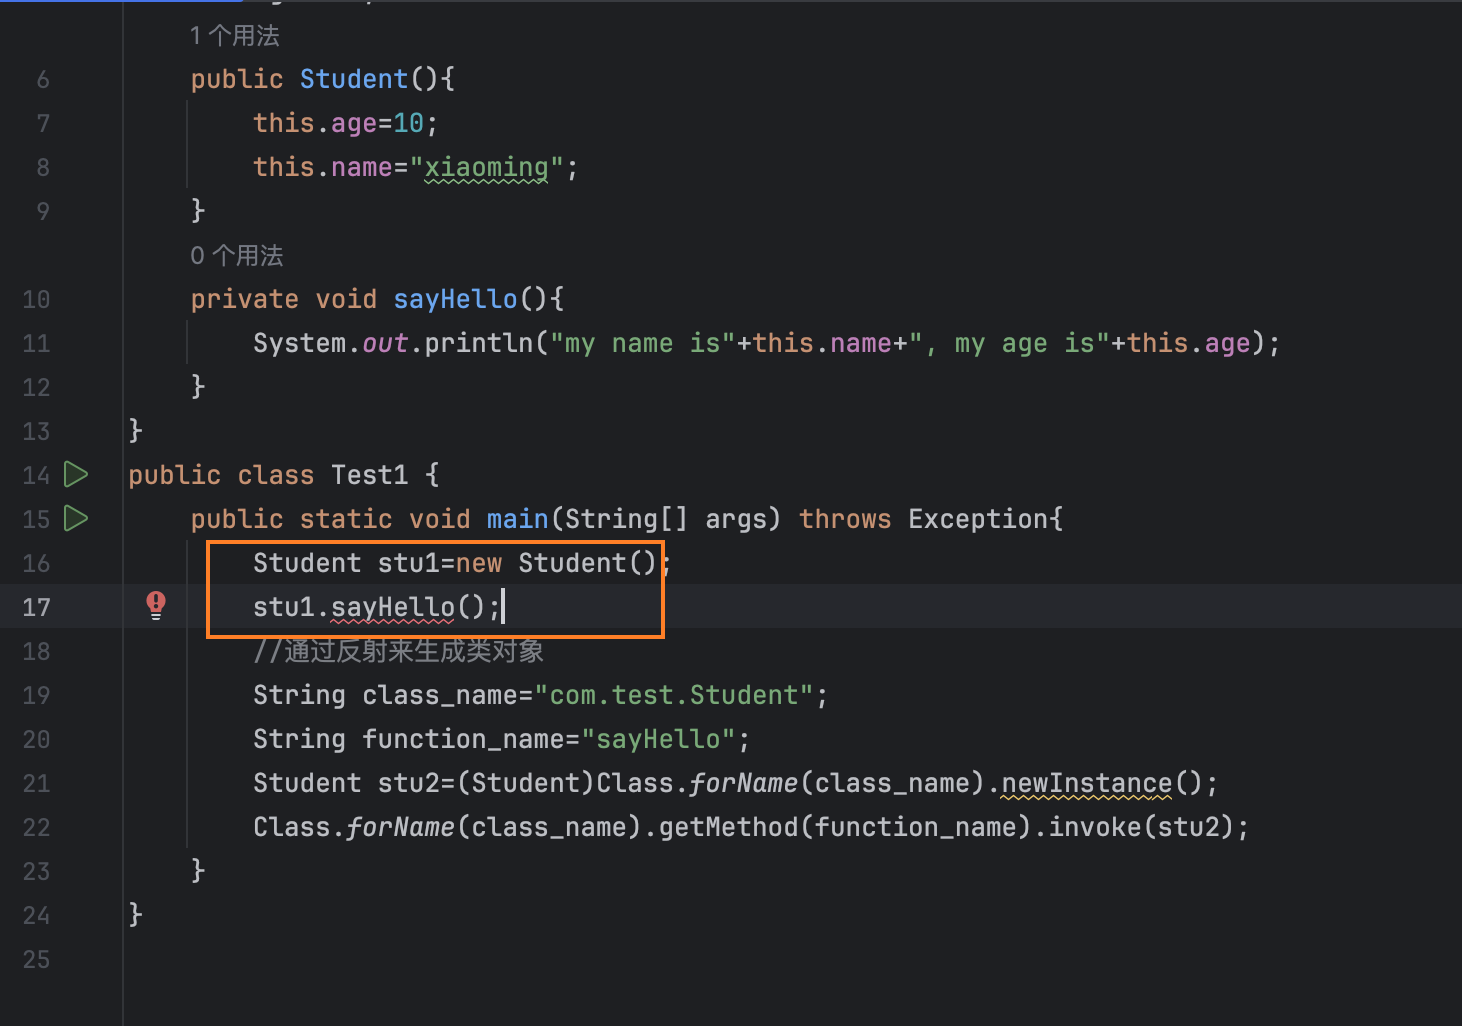 1 个用法
6 public Student(){
7 this.age=10;
8 this.name="xiaoming";
9 }
0 个用法
10 private void sayHello(){
11 System.out.println("my name is"+this.name+", my age is"+this.age);
12 }
13 }
14 public class Test1 {
15 public static void main(String[] args) throws Exception{
16 Student stu1=new Student();
17 stu1.sayHello();
18 //通过反射来生成类对象
19 String class_name="com.test.Student";
20 String function_name="sayHello";
21 Student stu2=(Student)Class.forName(class_name).newInstance();
22 Class.forName(class_name).getMethod(function_name).invoke(stu2);
23 }
24 }
25